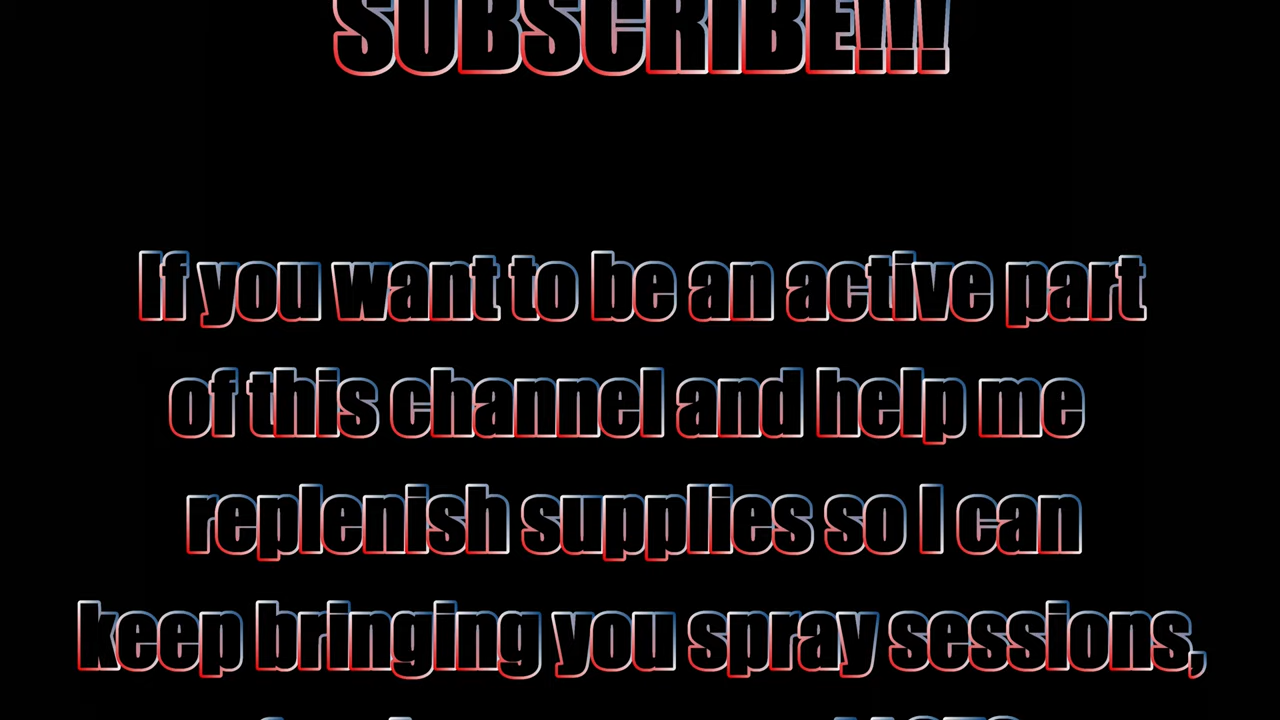 SUBSCRIBE!!!
If you want to be an active part
of this channel and help me
replenish supplies so I can
keep bringing you spray sessions,